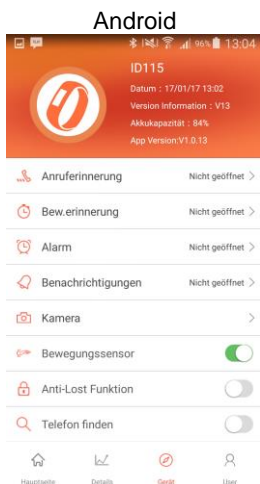 Android
96% 13:04
ID115
Datum : 17/01/17 13:02
Version Information : V13
Akkukapazität : 84%
App Version:V1.0.13
Anruferinnerung Nicht geöffnet >
Bew.erinnerung Nicht geöffnet >
Alarm Nicht geöffnet >
Benachrichtigungen Nicht geöffnet >
Kamera >
Bewegungssensor
Anti-Lost Funktion
Telefon finden
Hauptseite Details Gerät User